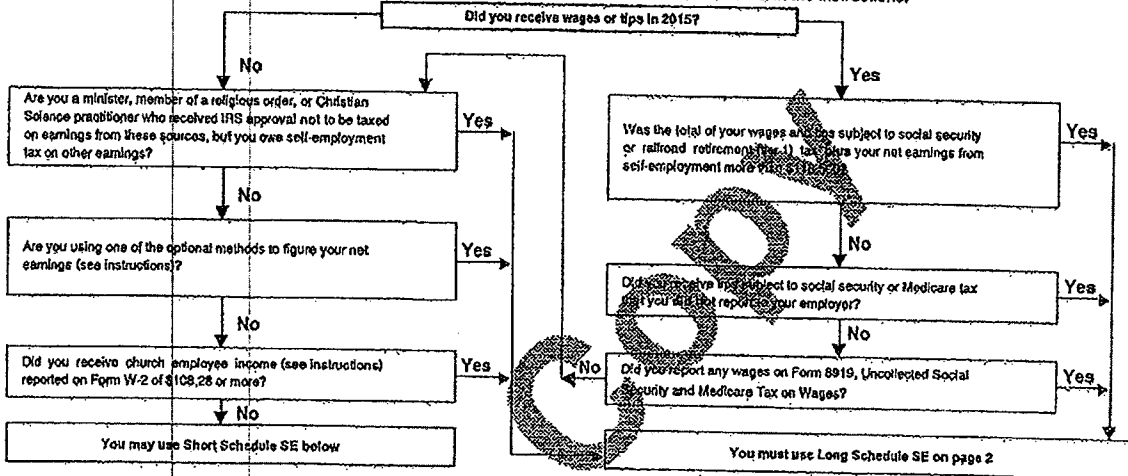 Did you receive wages or tips in 2015?
No
Yes
Are you a minister, member of a religious order, or Christian
Science practitioner who received IRS approval not to be taxed
on earnings from these sources, but you owe self-employment
tax on other earnings?
Yes
Was the total of your wages and tips subject to social security
or railroad retirement (tier 1) tax plus your net earnings from
self-employment more than
Yes
No
No
Are you using one of the optional methods to figure your net
earnings (see instructions)?
Yes
Did you receive tips subject to social security or Medicare tax
that you did not report to your employer?
Yes
No
No
Did you receive church employee income (see instructions)
reported on Form W-2 of $108,28 or more?
Yes
No
Did you report any wages on Form 8919, Uncollected Social
Security and Medicare Tax on Wages?
Yes
No
You may use Short Schedule SE below
You must use Long Schedule SE on page 2
COPY